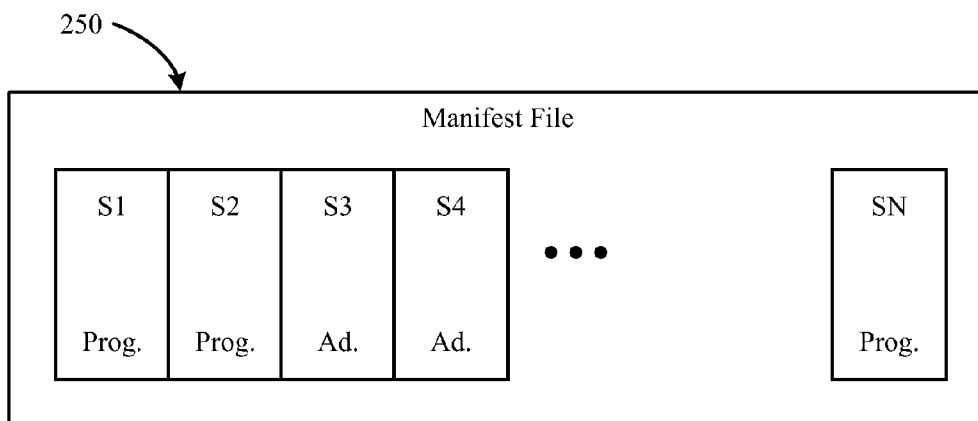 250
Manifest File
S1 S2 S3 S4 SN
Prog. Prog. Ad. Ad. Prog.